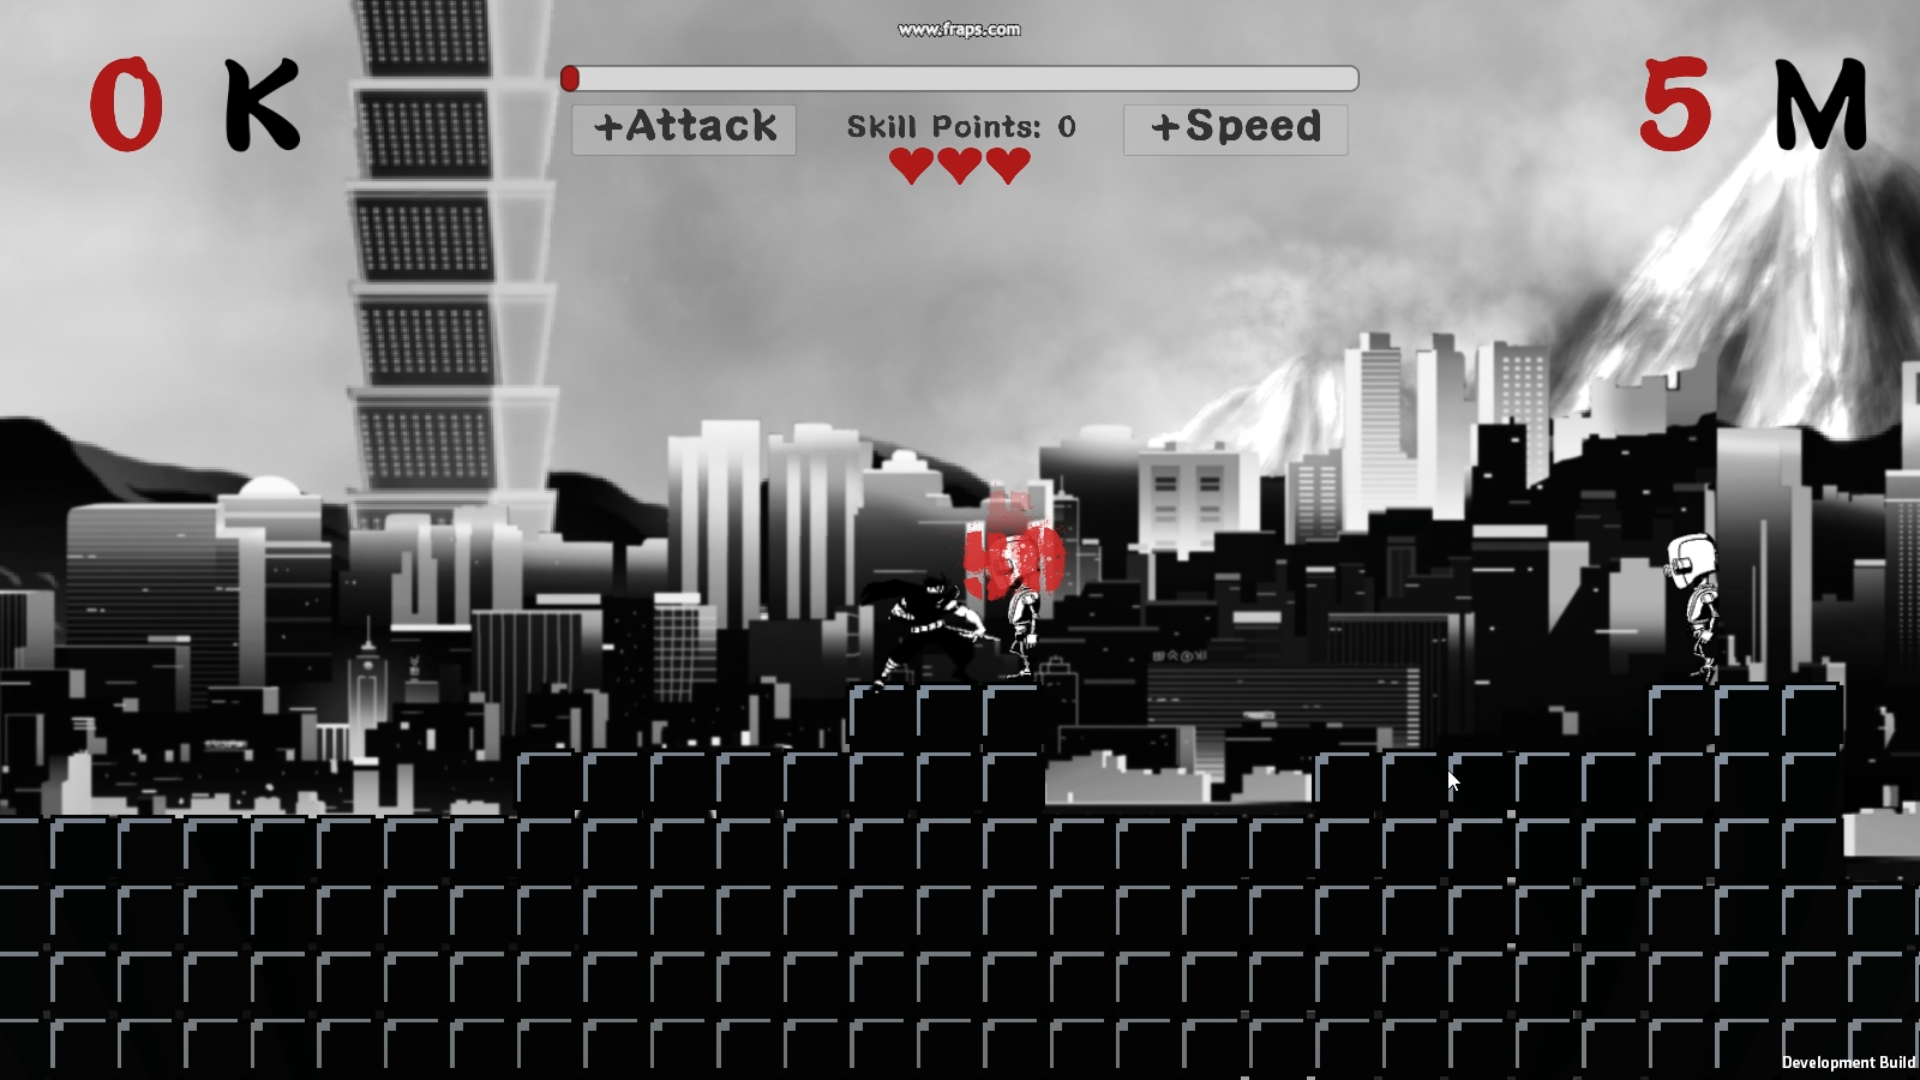 www.fraps.com
0 K
5 M
+Attack
Skill Points: 0
+Speed
Development Build